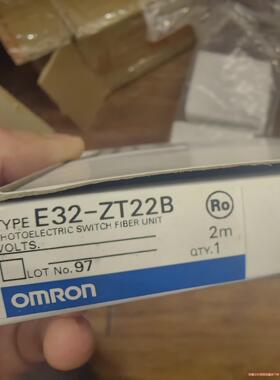 TYPE E32-ZT22B
PHOTOELECTRIC SWITCH FIBER UNIT
VOLTS.
2m
LOT No. 97
QTY. 1
Ro
OMRON